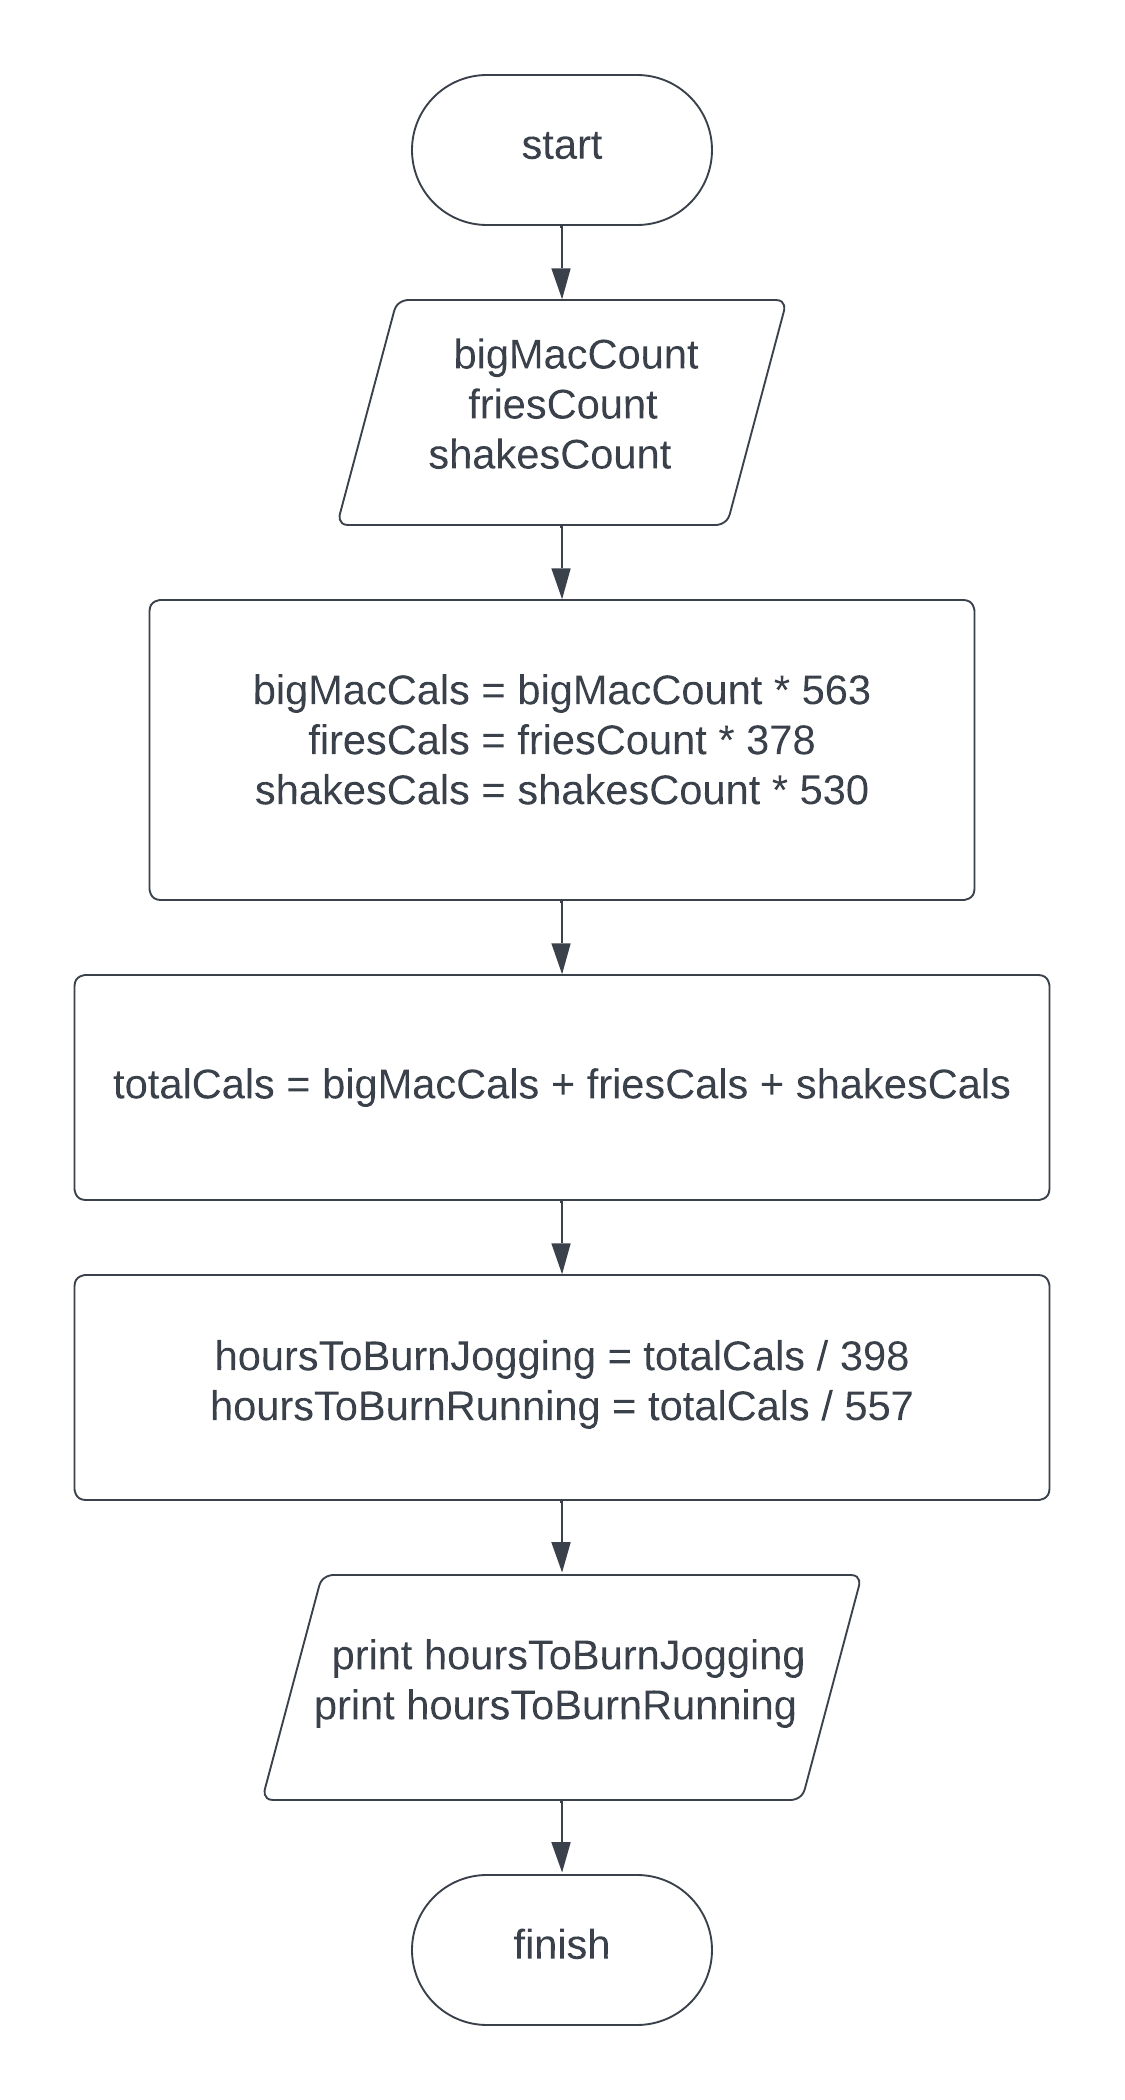 start
bigMacCount
friesCount
shakesCount
bigMacCals = bigMacCount * 563
firesCals = friesCount * 378
shakesCals = shakesCount * 530
totalCals = bigMacCals + friesCals + shakesCals
hoursToBurnJogging = totalCals / 398
hoursToBurnRunning = totalCals / 557
print hoursToBurnJogging
print hoursToBurnRunning
finish